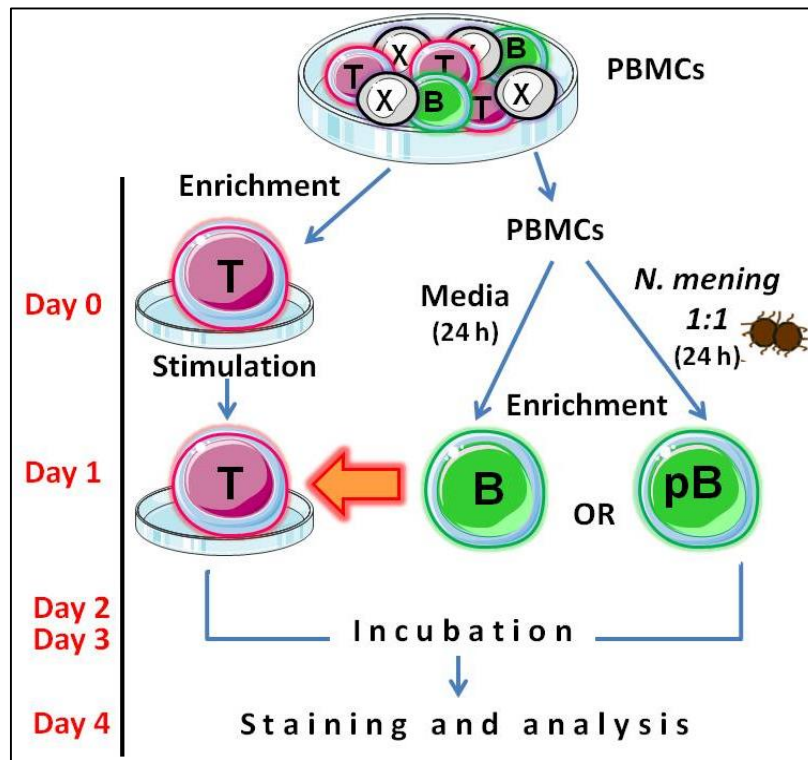 PBMCs
X
B
T
T
X
B
T
X
Enrichment
PBMCs
T
Day 0
Media
(24 h)
N. mening
1:1
(24 h)
Stimulation
Enrichment
Day 1
T
B
OR
pB
Day 2
Day 3
Incubation
Day 4
Staining and analysis